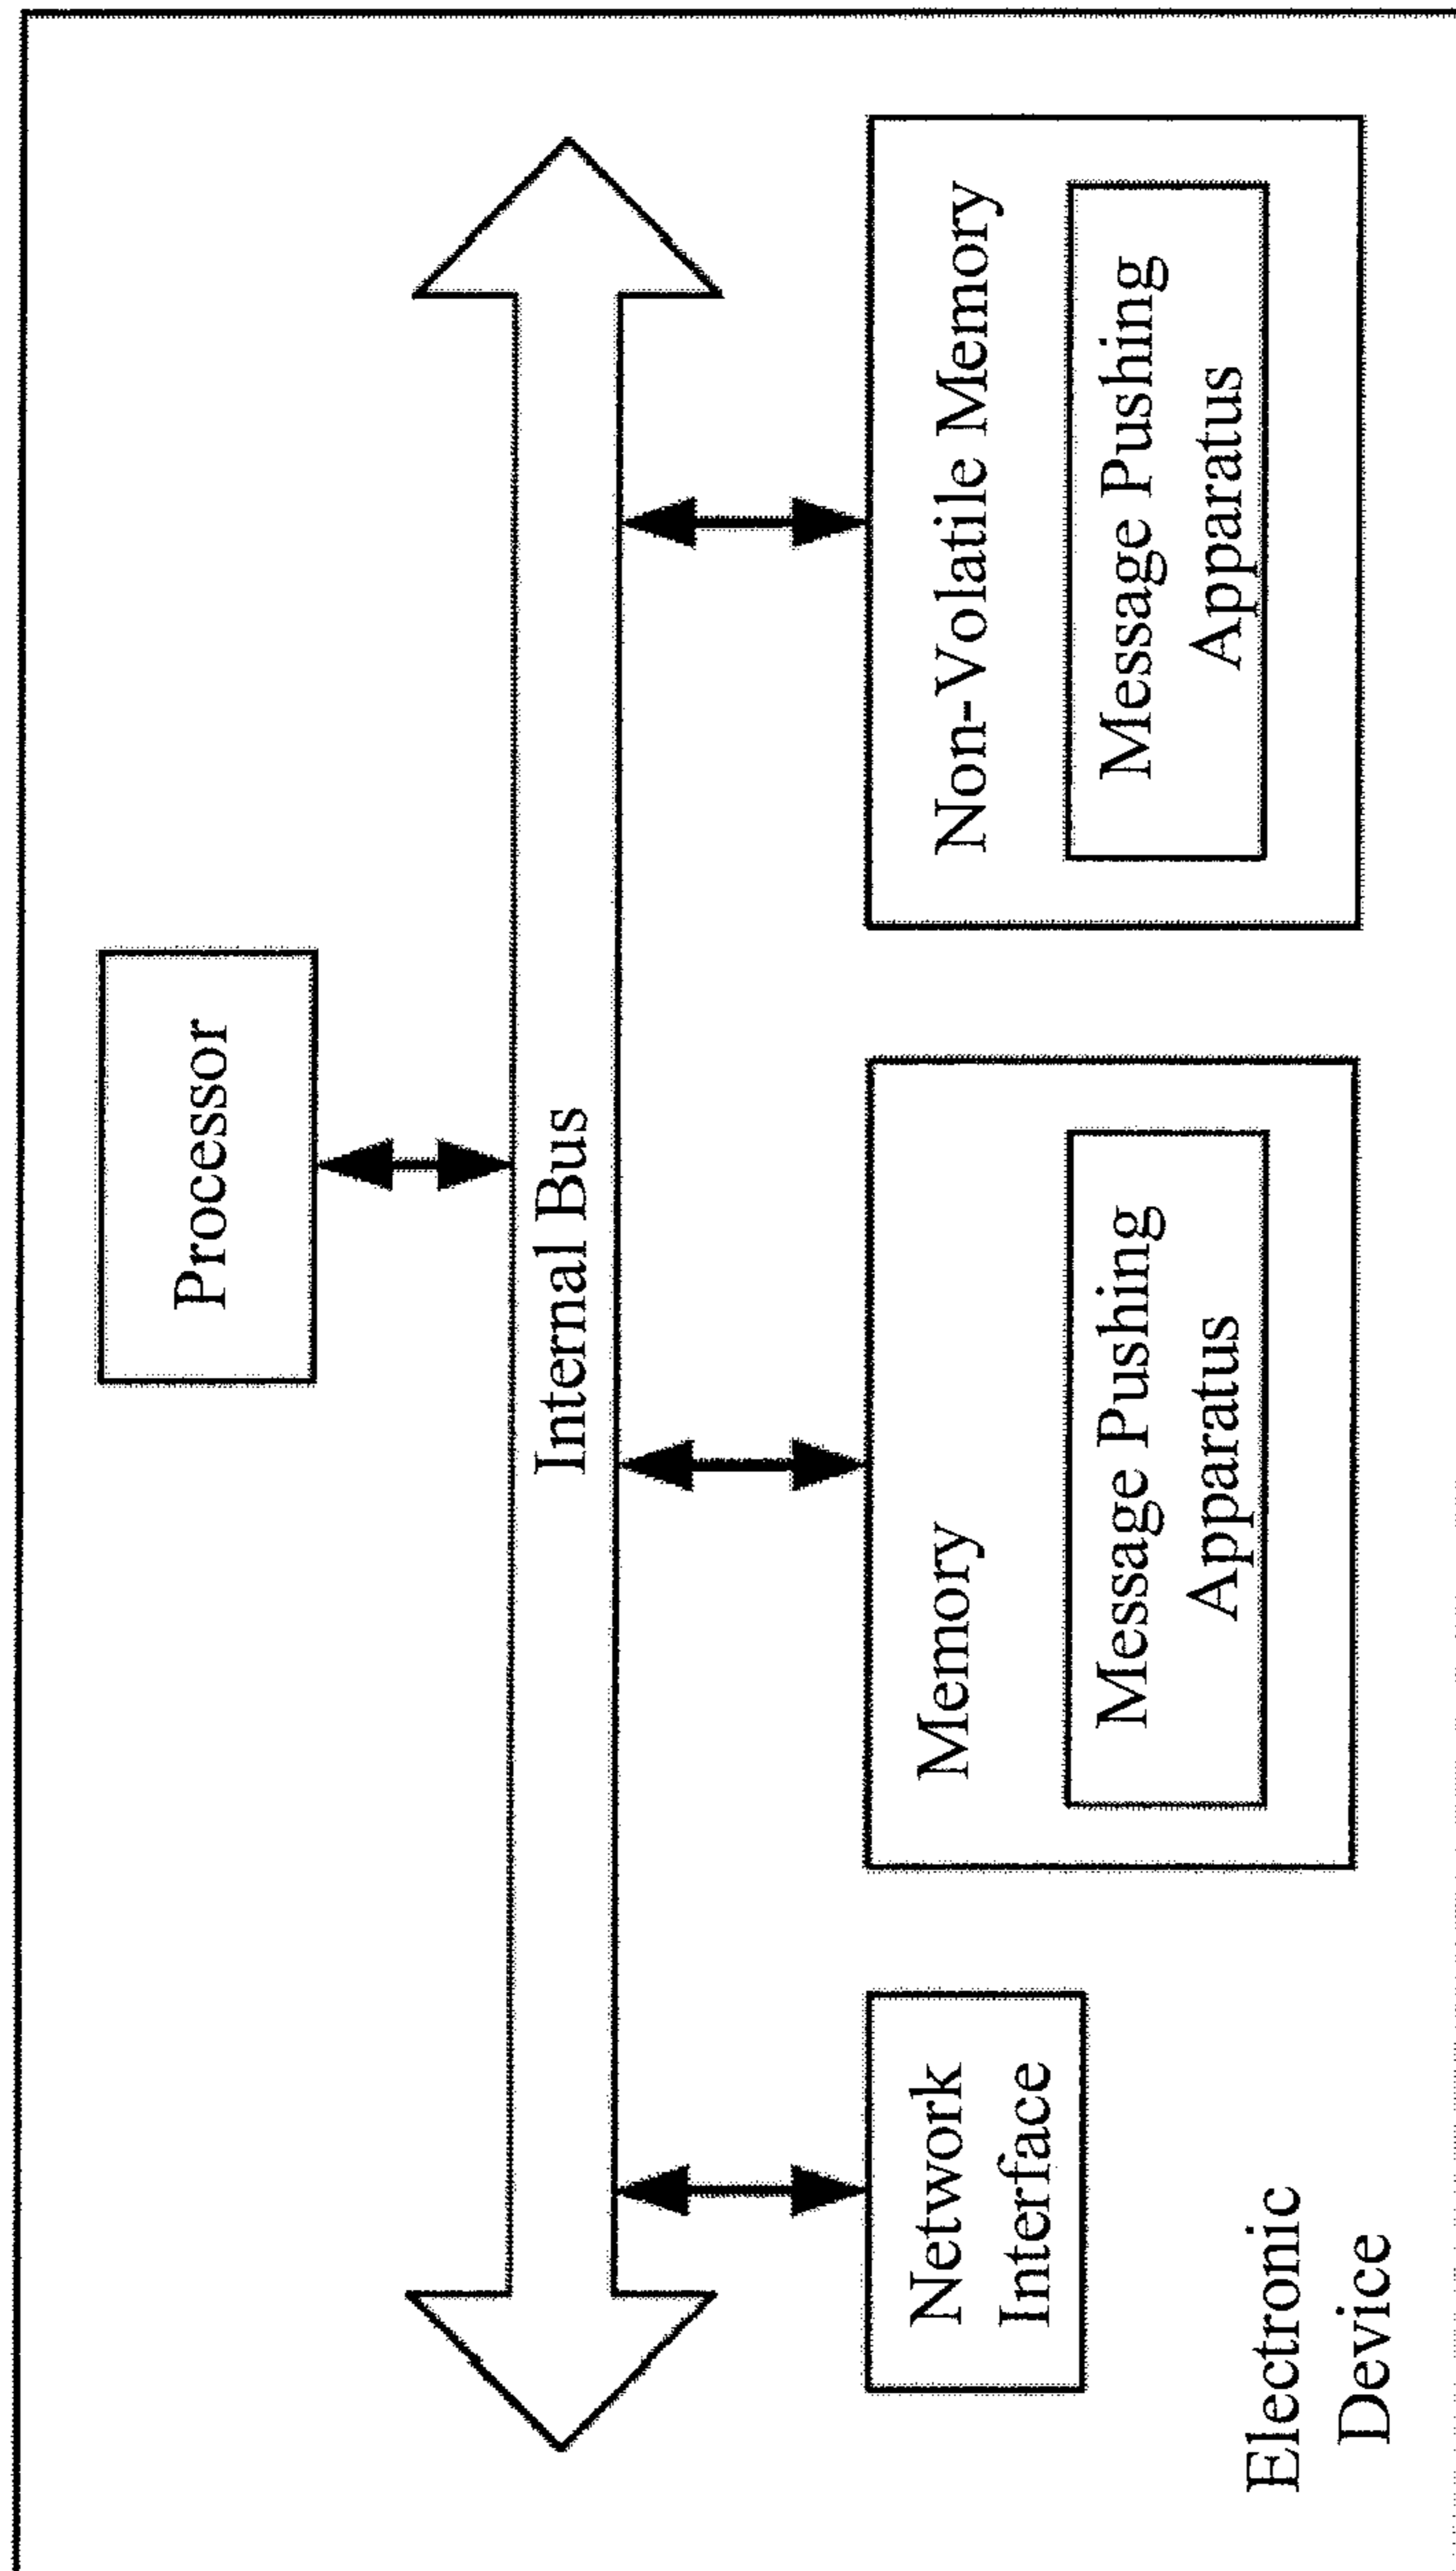 Processor
Internal Bus
Network
Interface
Memory
Message Pushing
Apparatus
Non-Volatile Memory
Message Pushing
Apparatus
Electronic
Device